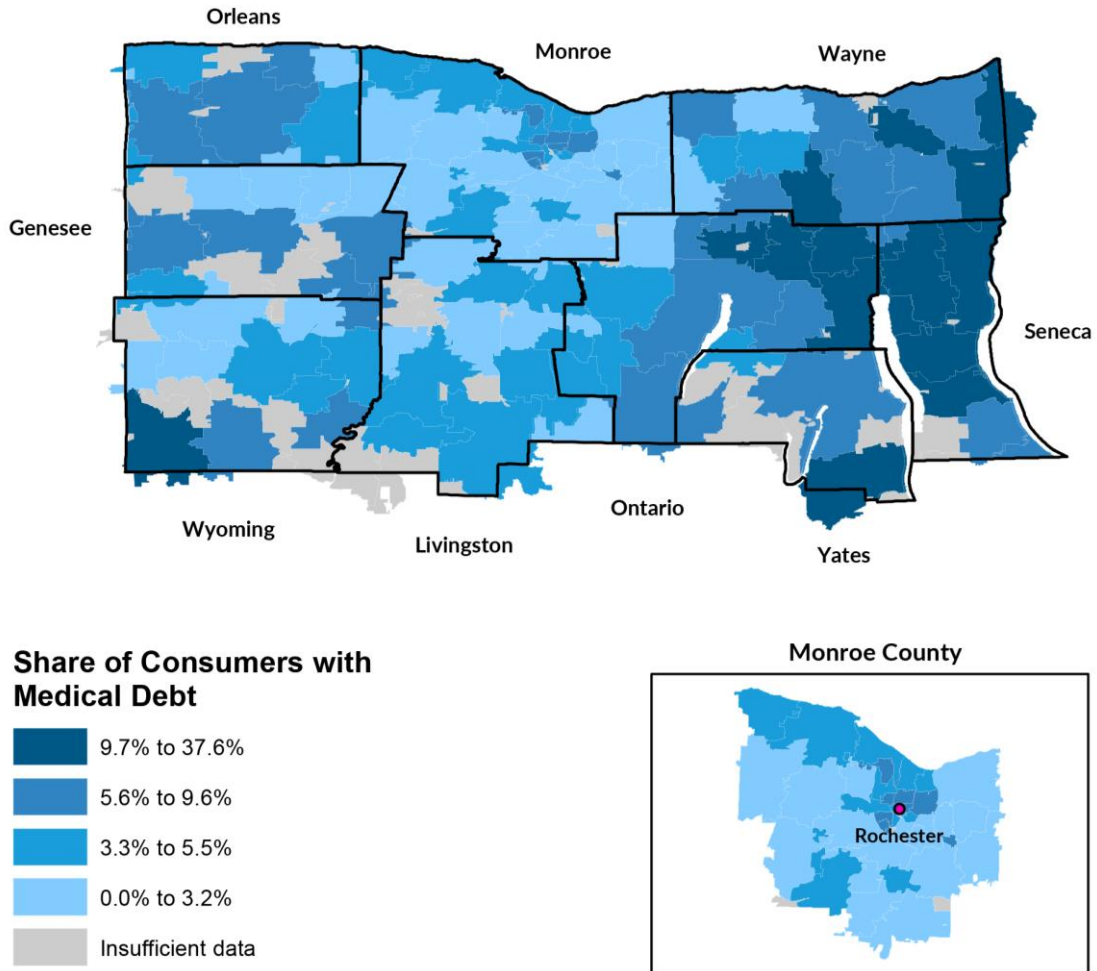 Orleans
Monroe
Wayne
Genesee
Seneca
Wyoming
Livingston
Ontario
Yates
Share of Consumers with
Medical Debt
9.7% to 37.6%
5.6% to 9.6%
3.3% to 5.5%
0.0% to 3.2%
Insufficient data
Monroe County
Rochester